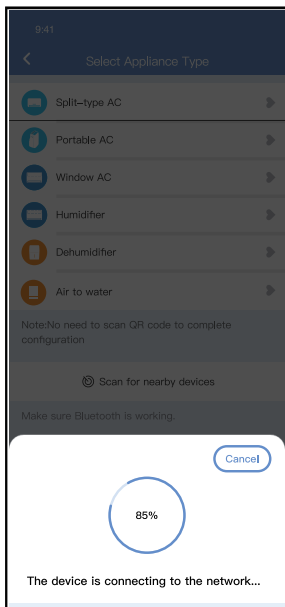 9:41
Select Appliance Type
Split-type AC
Portable AC
Window AC
Humidifier
Dehumidifier
Air to water
Note:No need to scan QR code to complete
configuration
Scan for nearby devices
Make sure Bluetooth is working.
Cancel
85%
The device is connecting to the network...